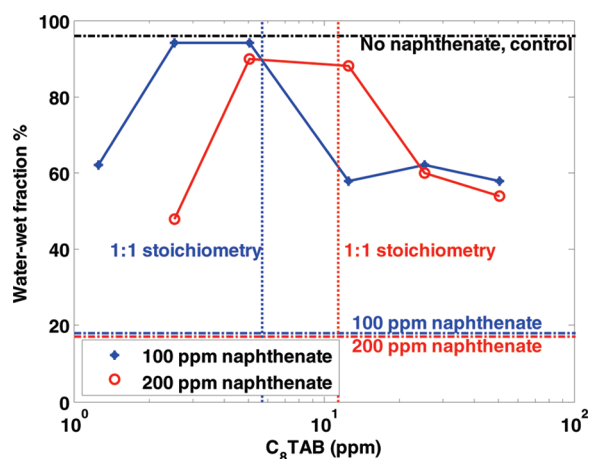 100
80
60
40
20
0
Water-wet fraction %
No naphthenate, control
1:1 stoichiometry
1:1 stoichiometry
100 ppm naphthenate
200 ppm naphthenate
100 ppm naphthenate
200 ppm naphthenate
10^0
10^1
10^2
C_8TAB (ppm)